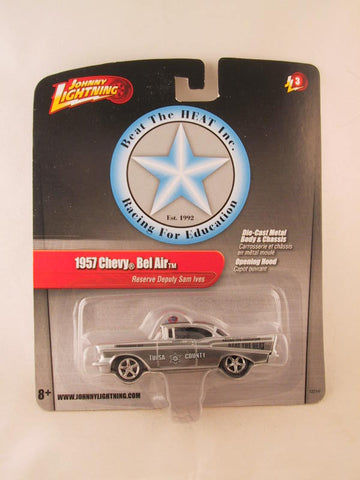 JOHNNY
LIGHTNING
3
Beat The HEAT Inc.
Est. 1992
Racing For Education
Die-Cast Metal
Body & Chassis
Carrosserie et châssis
en métal moulé
Opening Hood
Capot ouvrant
1957 Chevy® Bel Air™
Reserve Deputy Sam Ives
TULSA COUNTY
8+
WWW.JOHNNYLIGHTNING.COM